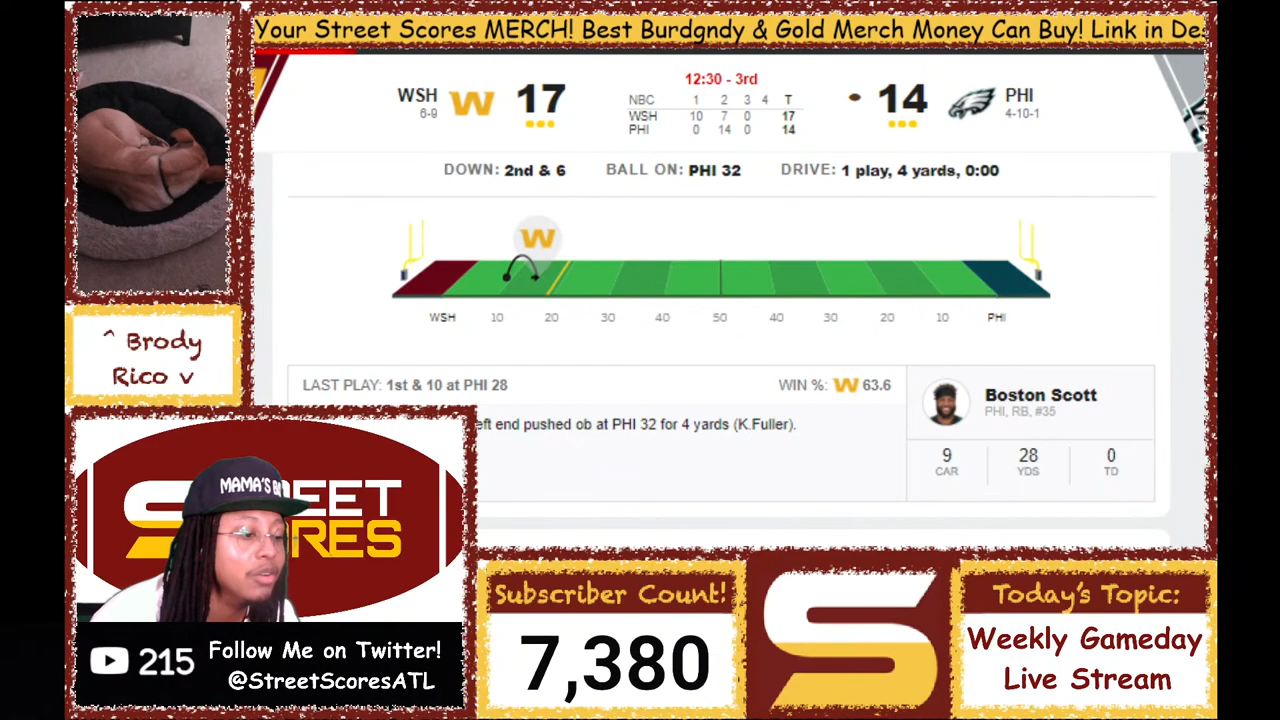 Your Street Scores MERCH! Best Burdgndy & Gold Merch Money Can Buy! Link in Des
WSH
6-9
W
17
12:30 - 3rd
NBC 1 2 3 4 T
WSH 10 7 0 17
PHI 0 14 0 14
14
PHI
4-10-1
DOWN: 2nd & 6 BALL ON: PHI 32 DRIVE: 1 play, 4 yards, 0:00
W
WSH 10 20 30 40 50 40 30 20 10 PHI
LAST PLAY: 1st & 10 at PHI 28
WIN %: W 63.6
eft end pushed ob at PHI 32 for 4 yards (K.Fuller).
Boston Scott
PHI, RB, #35
9 28 0
CAR YDS TD
^ Brody
Rico v
MAMA'S BO
S EET
RES
215
Follow Me on Twitter!
@StreetScoresATL
Subscriber Count!
7,380
S
Today's Topic:
Weekly Gameday
Live Stream